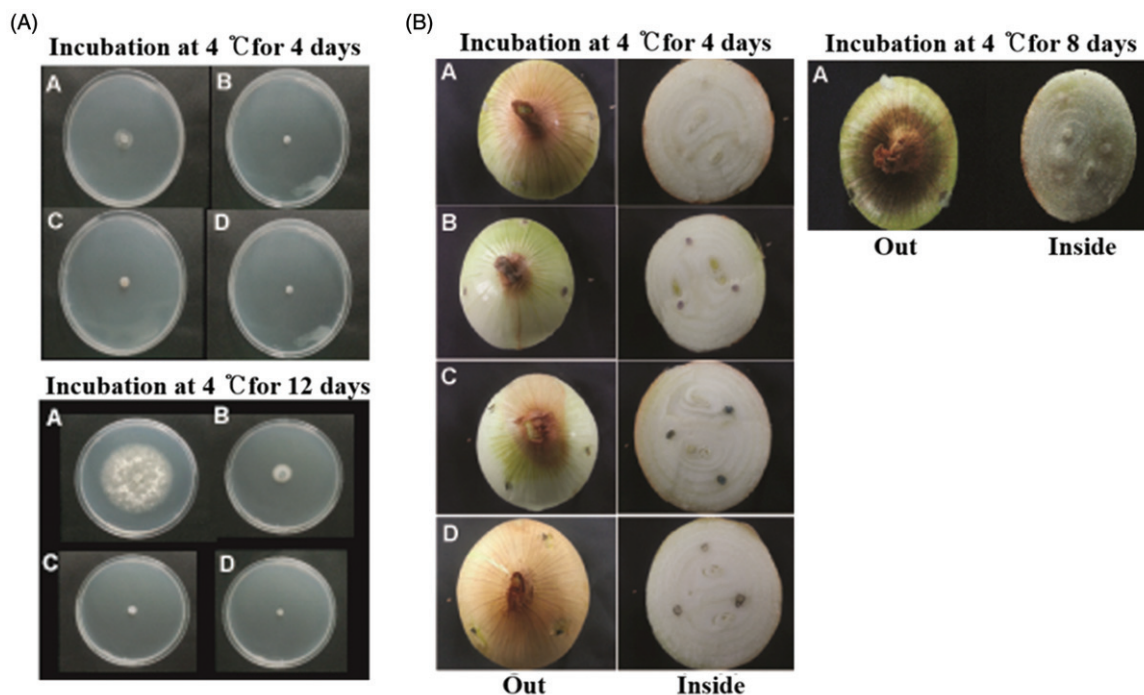 (A)
Incubation at 4 ℃for 4 days
A
B
C
D
Incubation at 4 ℃for 12 days
A
B
C
D
(B)
Incubation at 4 ℃for 4 days
A
B
C
D
Out Inside
Incubation at 4 ℃for 8 days
A
Out Inside